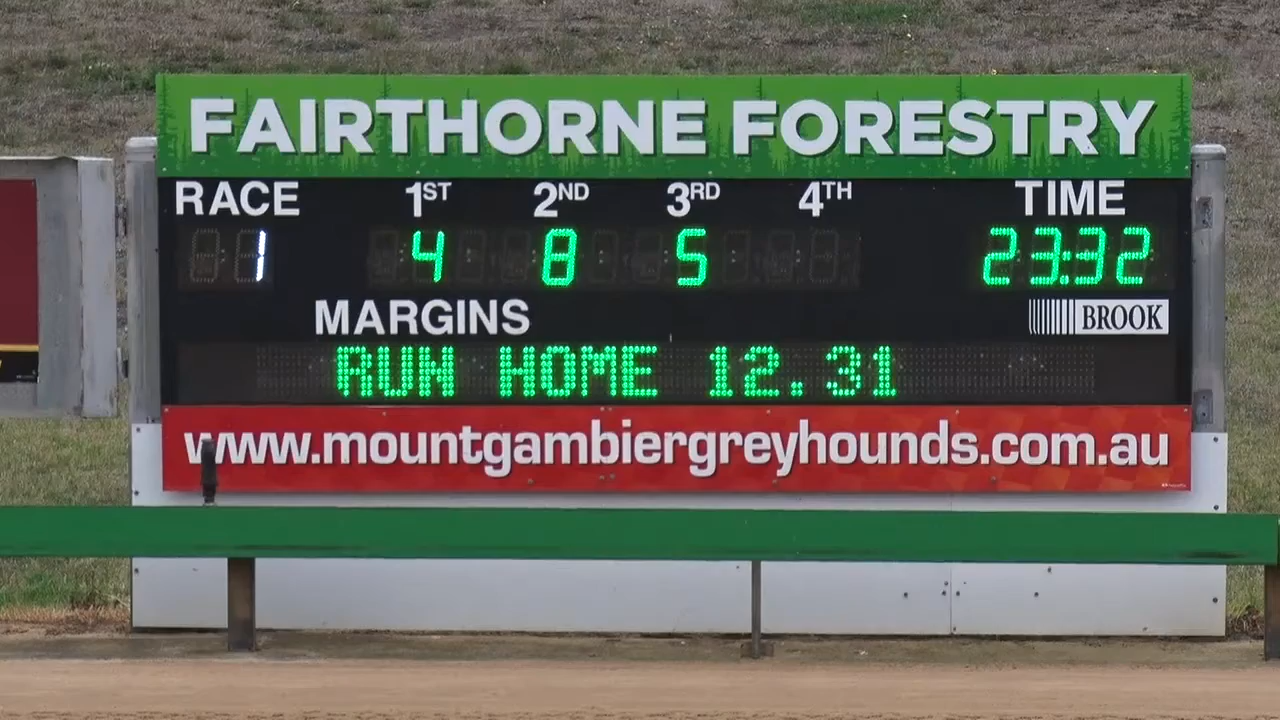 FAIRTHORNE FORESTRY
RACE 1ST 2ND 3RD 4TH TIME
1 4 8 5 23:32
MARGINS BROOK
RUN HOME 12.31
www.mountgambiergreyhounds.com.au